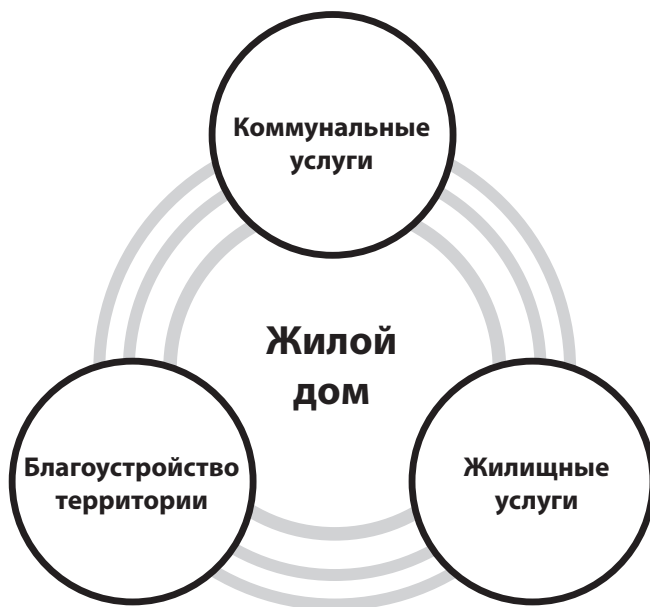 Коммунальные
услуги
Жилой
дом
Благоустройство
территории
Жилищные
услуги